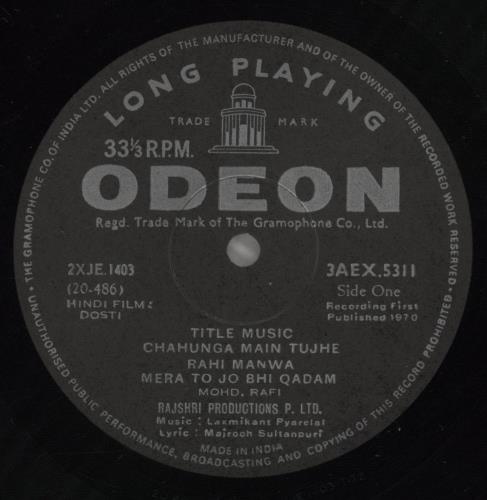 THE GRAMOPHONE CO. OF INDIA LTD. ALL RIGHTS OF THE MANUFACTURER AND OF THE OWNER OF THE RECORDED WORK RESERVED • UNAUTHORISED PUBLIC PERFORMANCE, BROADCASTING AND COPYING OF THIS RECORD PROHIBITED •
LONG PLAYING
TRADE MARK
33⅓ R.P.M.
ODEON
Regd. Trade Mark of The Gramophone Co., Ltd.
2XJE.1403 3AEX.5311
(20-486) Side One
HINDI FILM: Recording First
DOSTI Published 1970
TITLE MUSIC
CHAHUNGA MAIN TUJHE
RAHI MANWA
MERA TO JO BHI QADAM
MOHD. RAFI
RAJSHRI PRODUCTIONS P. LTD.
Music : Laxmikant Pyarelal
Lyric : Majrooh Sultanpuri
MADE IN INDIA